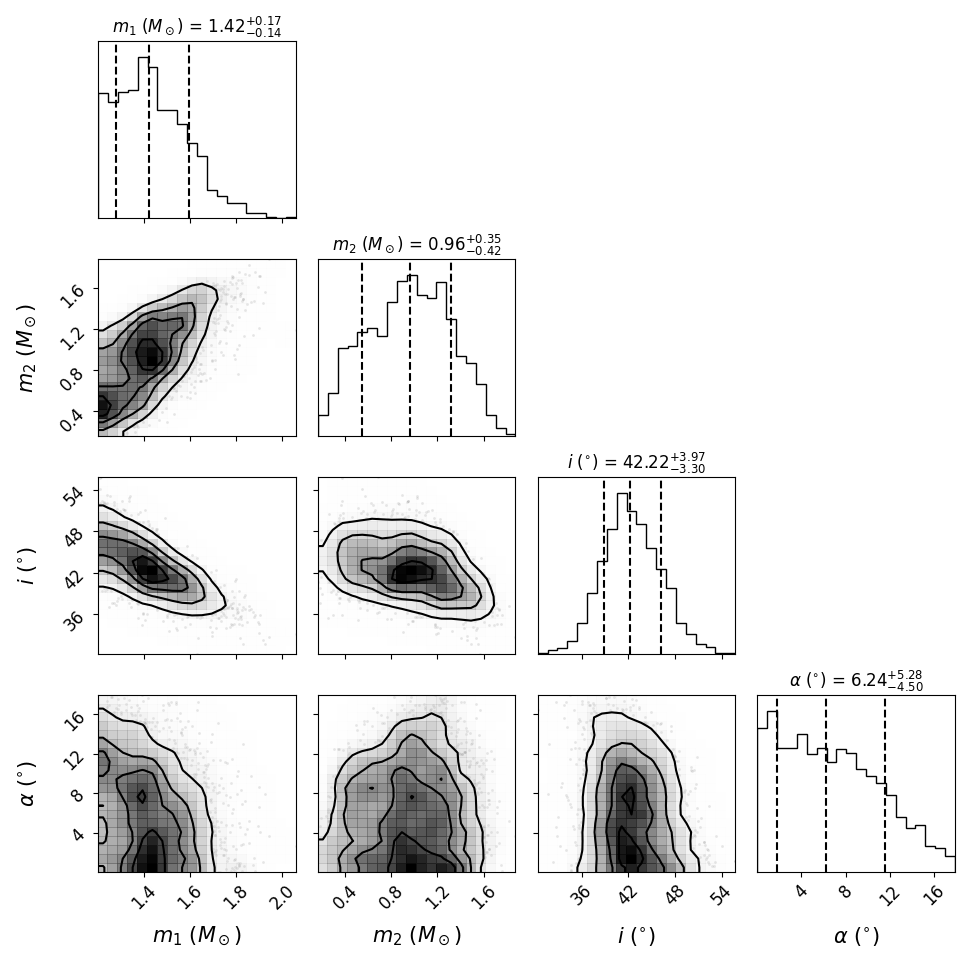 m₁ (M⊙) = 1.42+0.17−0.14
m₂ (M⊙) = 0.96+0.35−0.42
m₂ (M⊙)
1.6
1.2
0.8
0.4
i (°) = 42.22+3.97−3.30
i (°)
54
48
42
36
α (°) = 6.24+5.28−4.50
α (°)
16
12
8
4
1.4 1.6 1.8 2.0 0.4 0.8 1.2 1.6 36 42 48 54 4 8 12 16
m₁ (M⊙) m₂ (M⊙) i (°) α (°)